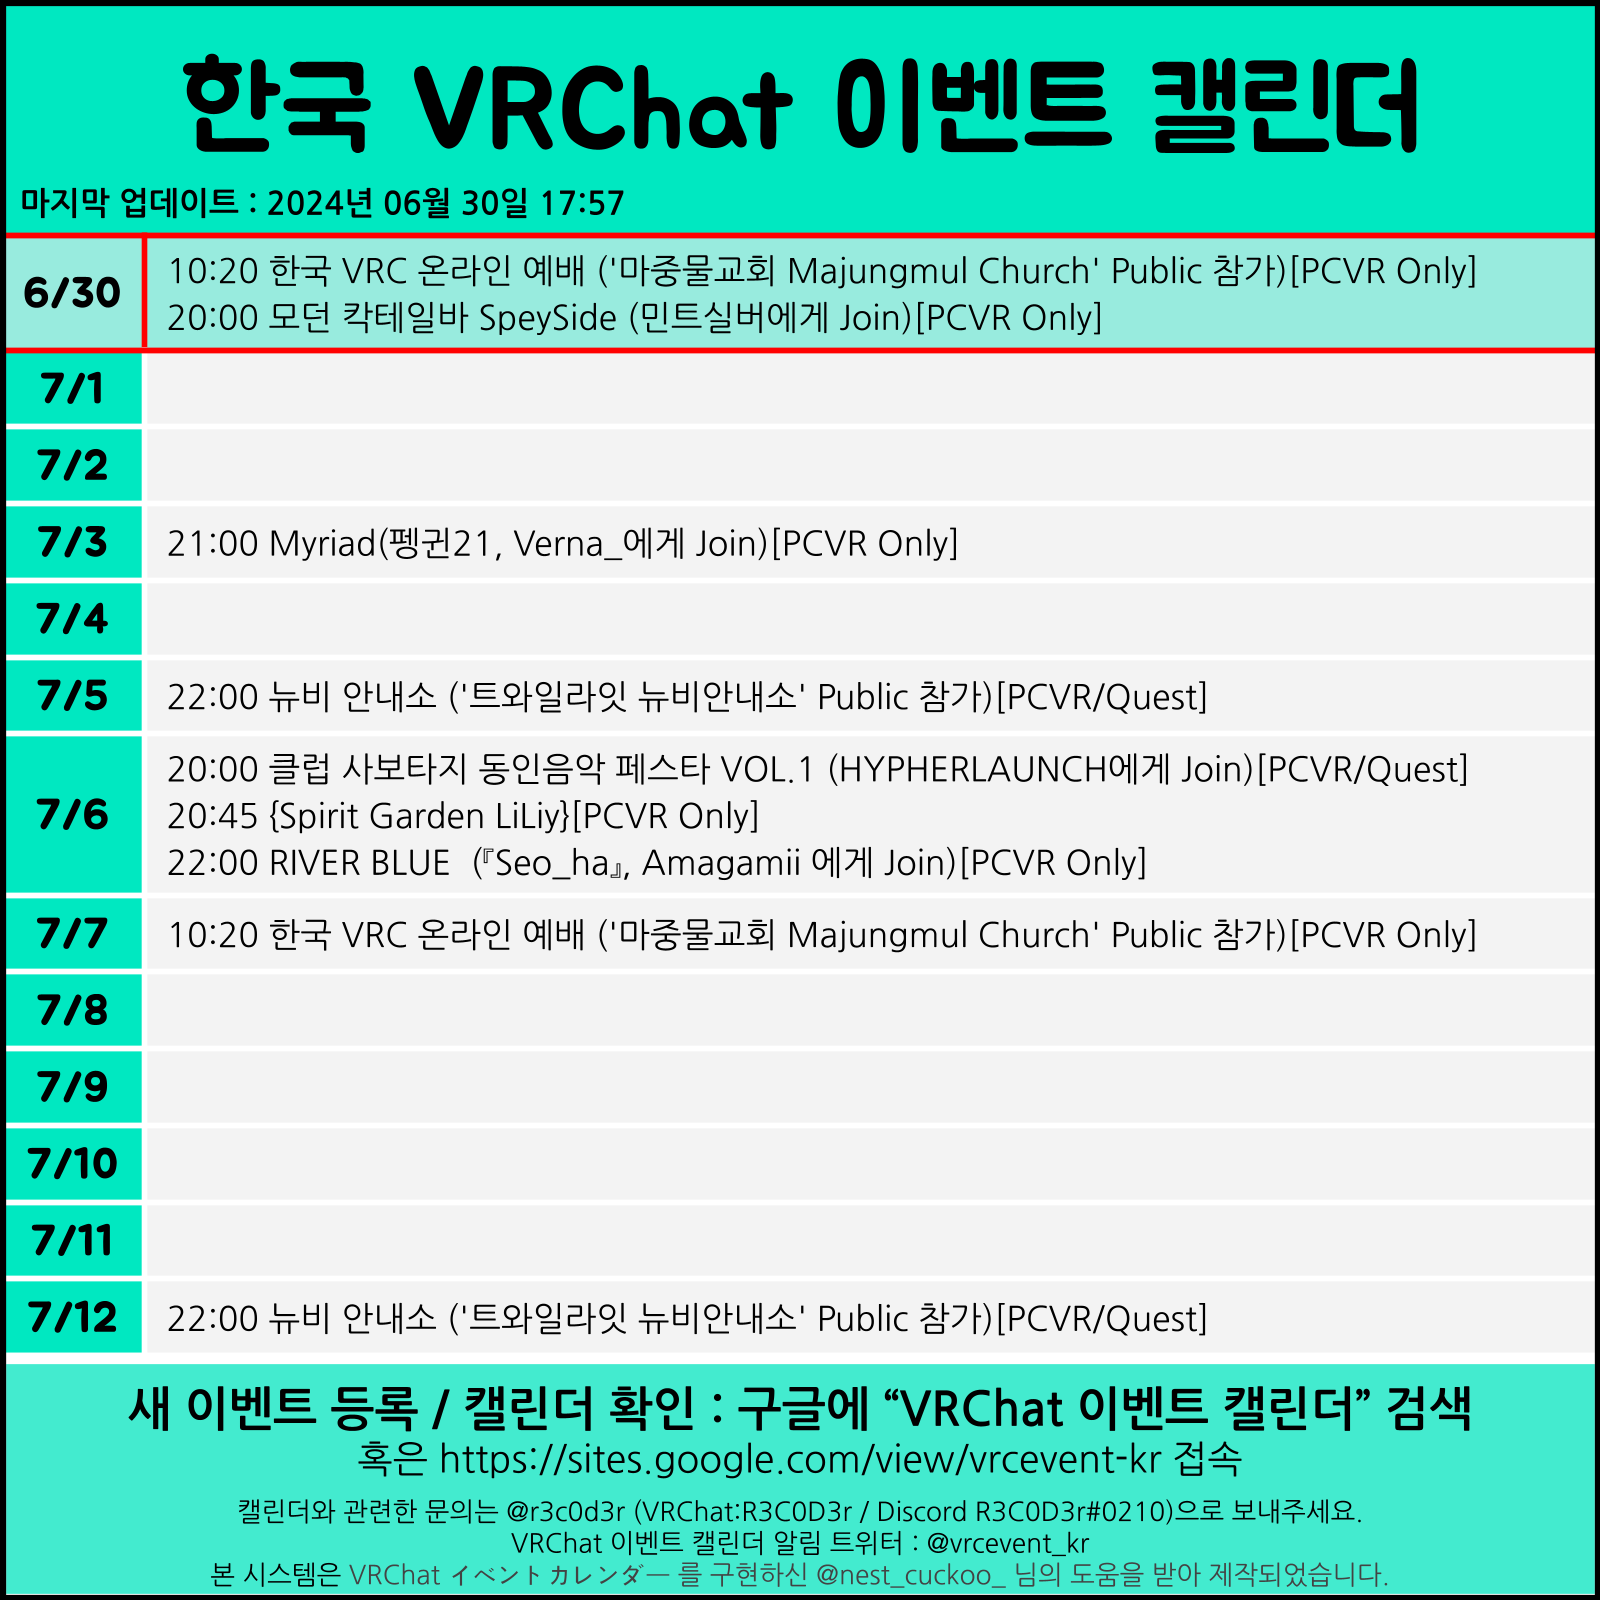 한국 VRChat 이벤트 캘린더
마지막 업데이트 : 2024년 06월 30일 17:57
6/30
10:20 한국 VRC 온라인 예배 ('마중물교회 Majungmul Church' Public 참가)[PCVR Only]
20:00 모던 칵테일바 SpeySide (민트실버에게 Join)[PCVR Only]
7/1
7/2
7/3
21:00 Myriad(펭귄21, Verna_에게 Join)[PCVR Only]
7/4
7/5
22:00 뉴비 안내소 ('트와일라잇 뉴비안내소' Public 참가)[PCVR/Quest]
7/6
20:00 클럽 사보타지 동인음악 페스타 VOL.1 (HYPHERLAUNCH에게 Join)[PCVR/Quest]
20:45 {Spirit Garden LiLiy}[PCVR Only]
22:00 RIVER BLUE  (『Seo_ha』, Amagamii 에게 Join)[PCVR Only]
7/7
10:20 한국 VRC 온라인 예배 ('마중물교회 Majungmul Church' Public 참가)[PCVR Only]
7/8
7/9
7/10
7/11
7/12
22:00 뉴비 안내소 ('트와일라잇 뉴비안내소' Public 참가)[PCVR/Quest]
새 이벤트 등록 / 캘린더 확인 : 구글에 “VRChat 이벤트 캘린더” 검색
혹은 https://sites.google.com/view/vrcevent-kr 접속
캘린더와 관련한 문의는 @r3c0d3r (VRChat:R3C0D3r / Discord R3C0D3r#0210)으로 보내주세요.
VRChat 이벤트 캘린더 알림 트위터 : @vrcevent_kr
본 시스템은 VRChat イベントカレンダー 를 구현하신 @nest_cuckoo_ 님의 도움을 받아 제작되었습니다.